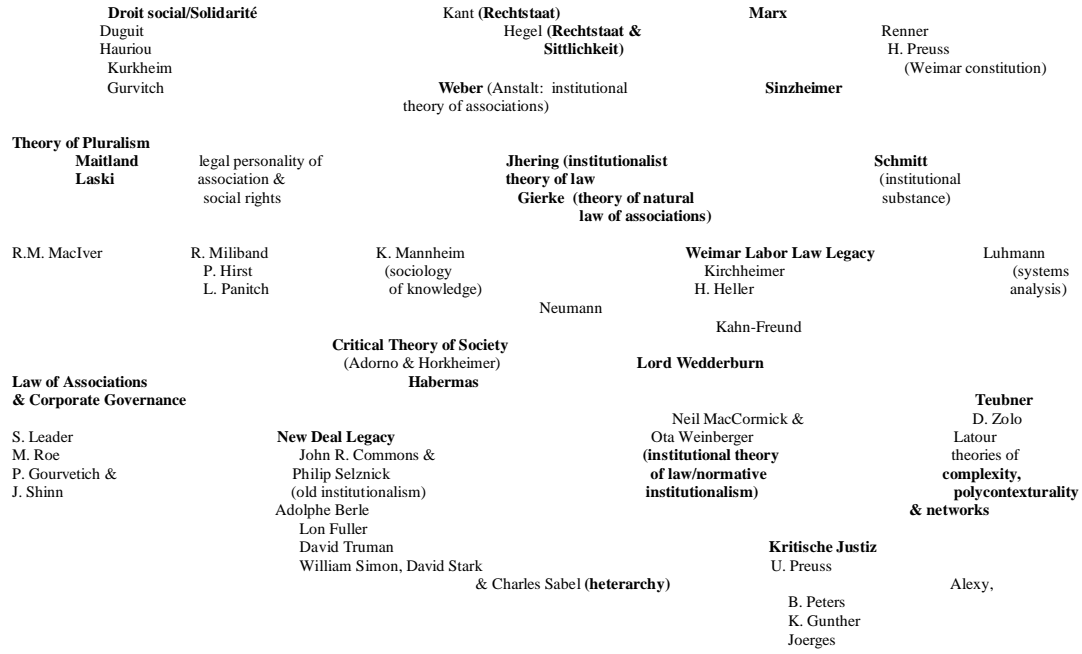 Droit social/Solidarité Kant (Rechtstaat) Marx
Duguit Hegel (Rechtstaat & Renner
Hauriou Sittlichkeit) H. Preuss
Kurkheim (Weimar constitution)
Gurvitch Weber (Anstalt: institutional Sinzheimer
theory of associations)
Theory of Pluralism
Maitland legal personality of Jhering (institutionalist Schmitt
Laski association & theory of law (institutional
social rights Gierke (theory of natural substance)
law of associations)
R.M. MacIver R. Miliband K. Mannheim Weimar Labor Law Legacy Luhmann
P. Hirst (sociology Kirchheimer (systems
L. Panitch of knowledge) H. Heller analysis)
Neumann
Kahn-Freund
Critical Theory of Society
(Adorno & Horkheimer) Lord Wedderburn
Law of Associations Habermas
& Corporate Governance Teubner
Neil MacCormick & D. Zolo
S. Leader New Deal Legacy Ota Weinberger Latour
M. Roe John R. Commons & (institutional theory theories of
P. Gourvetich & Philip Selznick of law/normative complexity,
J. Shinn (old institutionalism) institutionalism) polycontexturality
Adolphe Berle & networks
Lon Fuller
David Truman Kritische Justiz
William Simon, David Stark U. Preuss
& Charles Sabel (heterarchy) Alexy,
B. Peters
K. Gunther
Joerges